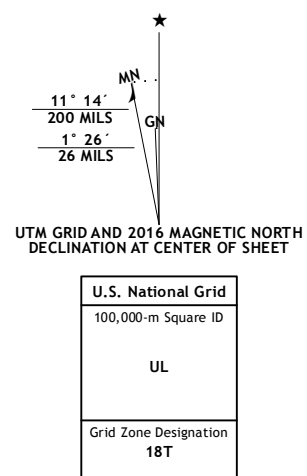 ★
MN
GN
11° 14´
200 MILS
1° 26´
26 MILS
UTM GRID AND 2016 MAGNETIC NORTH
DECLINATION AT CENTER OF SHEET
U.S. National Grid
100,000-m Square ID
UL
Grid Zone Designation
18T